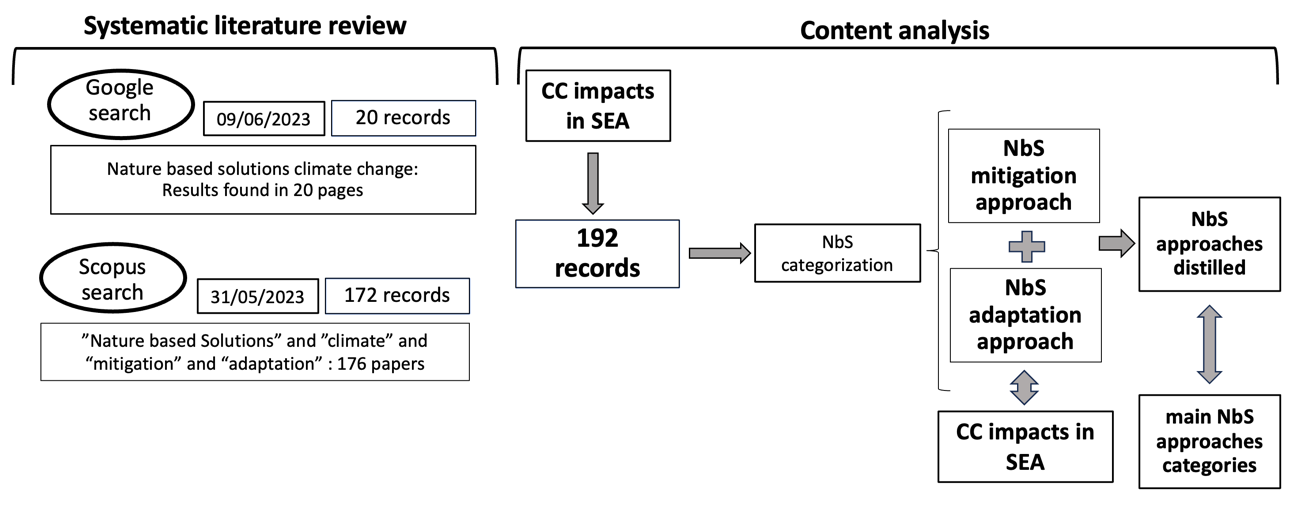 Systematic literature review
Google
search
09/06/2023
20 records
Nature based solutions climate change:
Results found in 20 pages
Scopus
search
31/05/2023
172 records
”Nature based Solutions” and ”climate” and
“mitigation” and “adaptation” : 176 papers
Content analysis
CC impacts
in SEA
192
records
NbS
categorization
NbS
mitigation
approach
NbS
adaptation
approach
CC impacts in
SEA
NbS
approaches
distilled
main NbS
approaches
categories